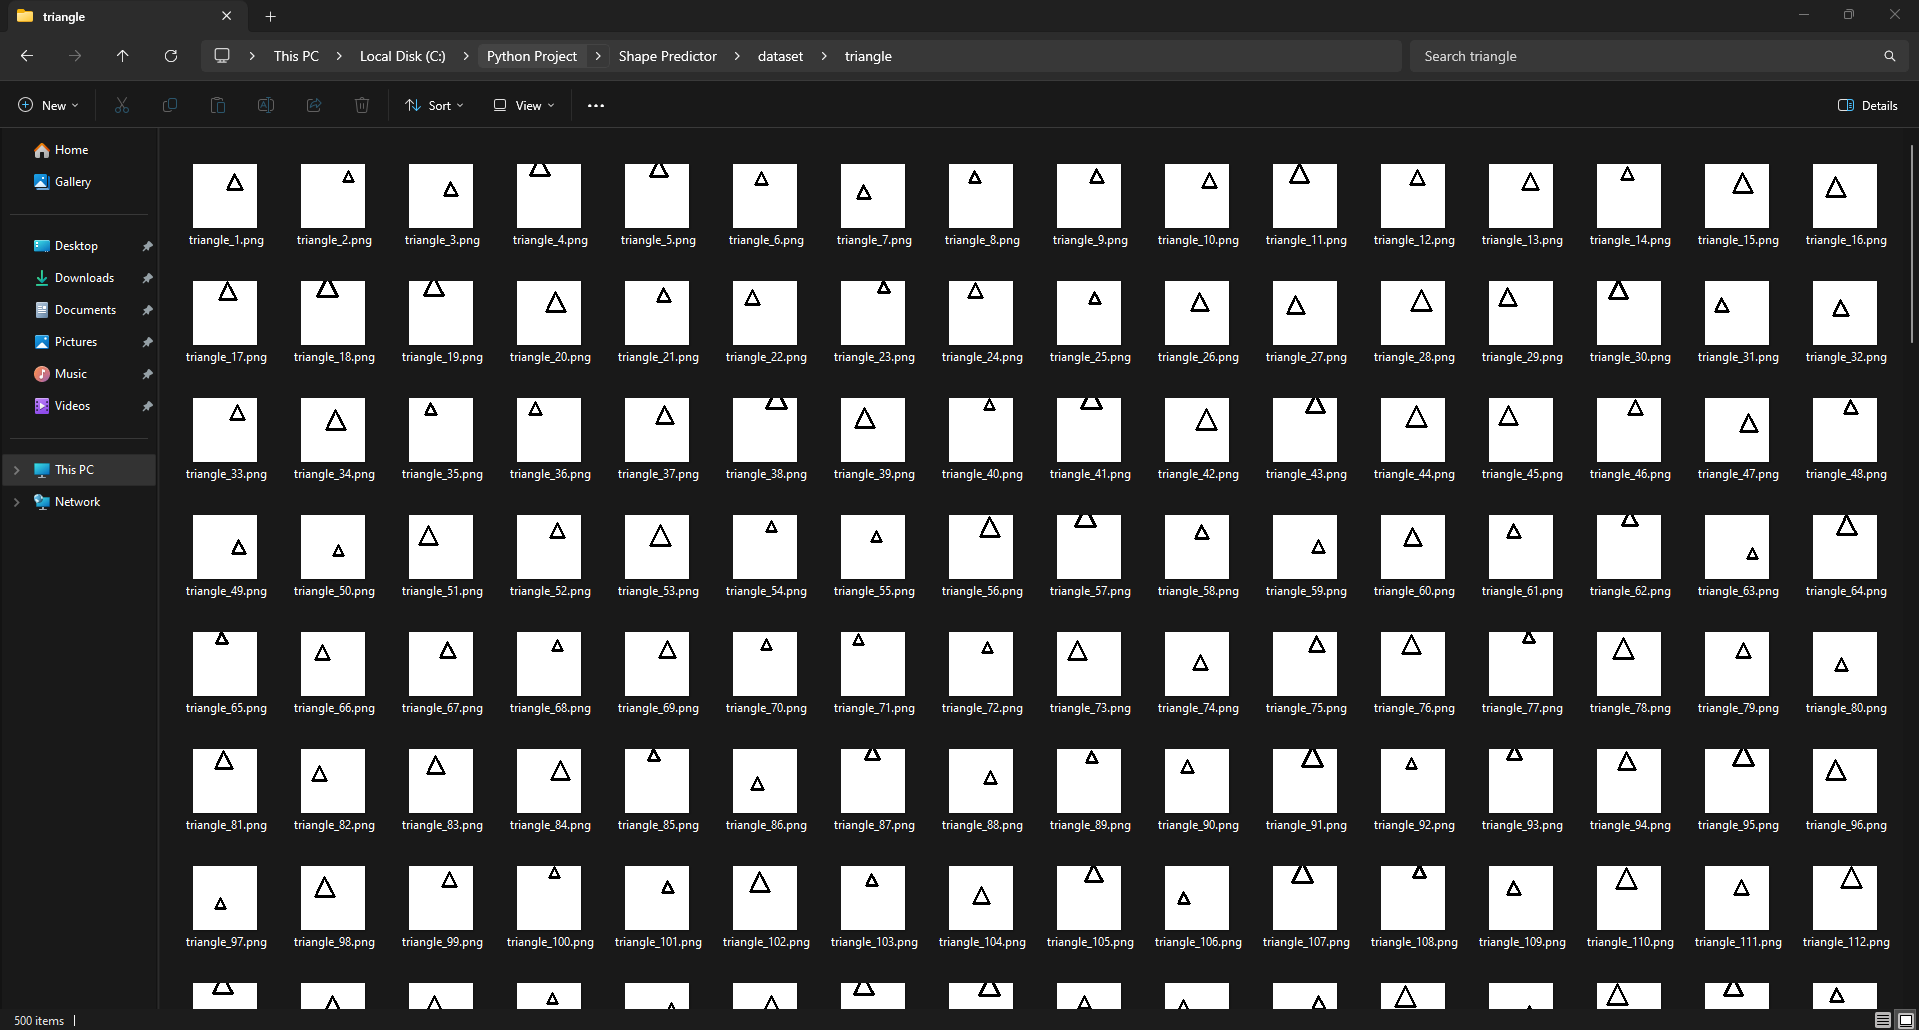 triangle
This PC Local Disk (C:) Python Project Shape Predictor dataset triangle Search triangle
New Sort View Details
Home
Gallery
Desktop
Downloads
Documents
Pictures
Music
Videos
This PC
Network
triangle_1.png triangle_2.png triangle_3.png triangle_4.png triangle_5.png triangle_6.png triangle_7.png triangle_8.png triangle_9.png triangle_10.png triangle_11.png triangle_12.png triangle_13.png triangle_14.png triangle_15.png triangle_16.png
triangle_17.png triangle_18.png triangle_19.png triangle_20.png triangle_21.png triangle_22.png triangle_23.png triangle_24.png triangle_25.png triangle_26.png triangle_27.png triangle_28.png triangle_29.png triangle_30.png triangle_31.png triangle_32.png
triangle_33.png triangle_34.png triangle_35.png triangle_36.png triangle_37.png triangle_38.png triangle_39.png triangle_40.png triangle_41.png triangle_42.png triangle_43.png triangle_44.png triangle_45.png triangle_46.png triangle_47.png triangle_48.png
triangle_49.png triangle_50.png triangle_51.png triangle_52.png triangle_53.png triangle_54.png triangle_55.png triangle_56.png triangle_57.png triangle_58.png triangle_59.png triangle_60.png triangle_61.png triangle_62.png triangle_63.png triangle_64.png
triangle_65.png triangle_66.png triangle_67.png triangle_68.png triangle_69.png triangle_70.png triangle_71.png triangle_72.png triangle_73.png triangle_74.png triangle_75.png triangle_76.png triangle_77.png triangle_78.png triangle_79.png triangle_80.png
triangle_81.png triangle_82.png triangle_83.png triangle_84.png triangle_85.png triangle_86.png triangle_87.png triangle_88.png triangle_89.png triangle_90.png triangle_91.png triangle_92.png triangle_93.png triangle_94.png triangle_95.png triangle_96.png
triangle_97.png triangle_98.png triangle_99.png triangle_100.png triangle_101.png triangle_102.png triangle_103.png triangle_104.png triangle_105.png triangle_106.png triangle_107.png triangle_108.png triangle_109.png triangle_110.png triangle_111.png triangle_112.png
500 items